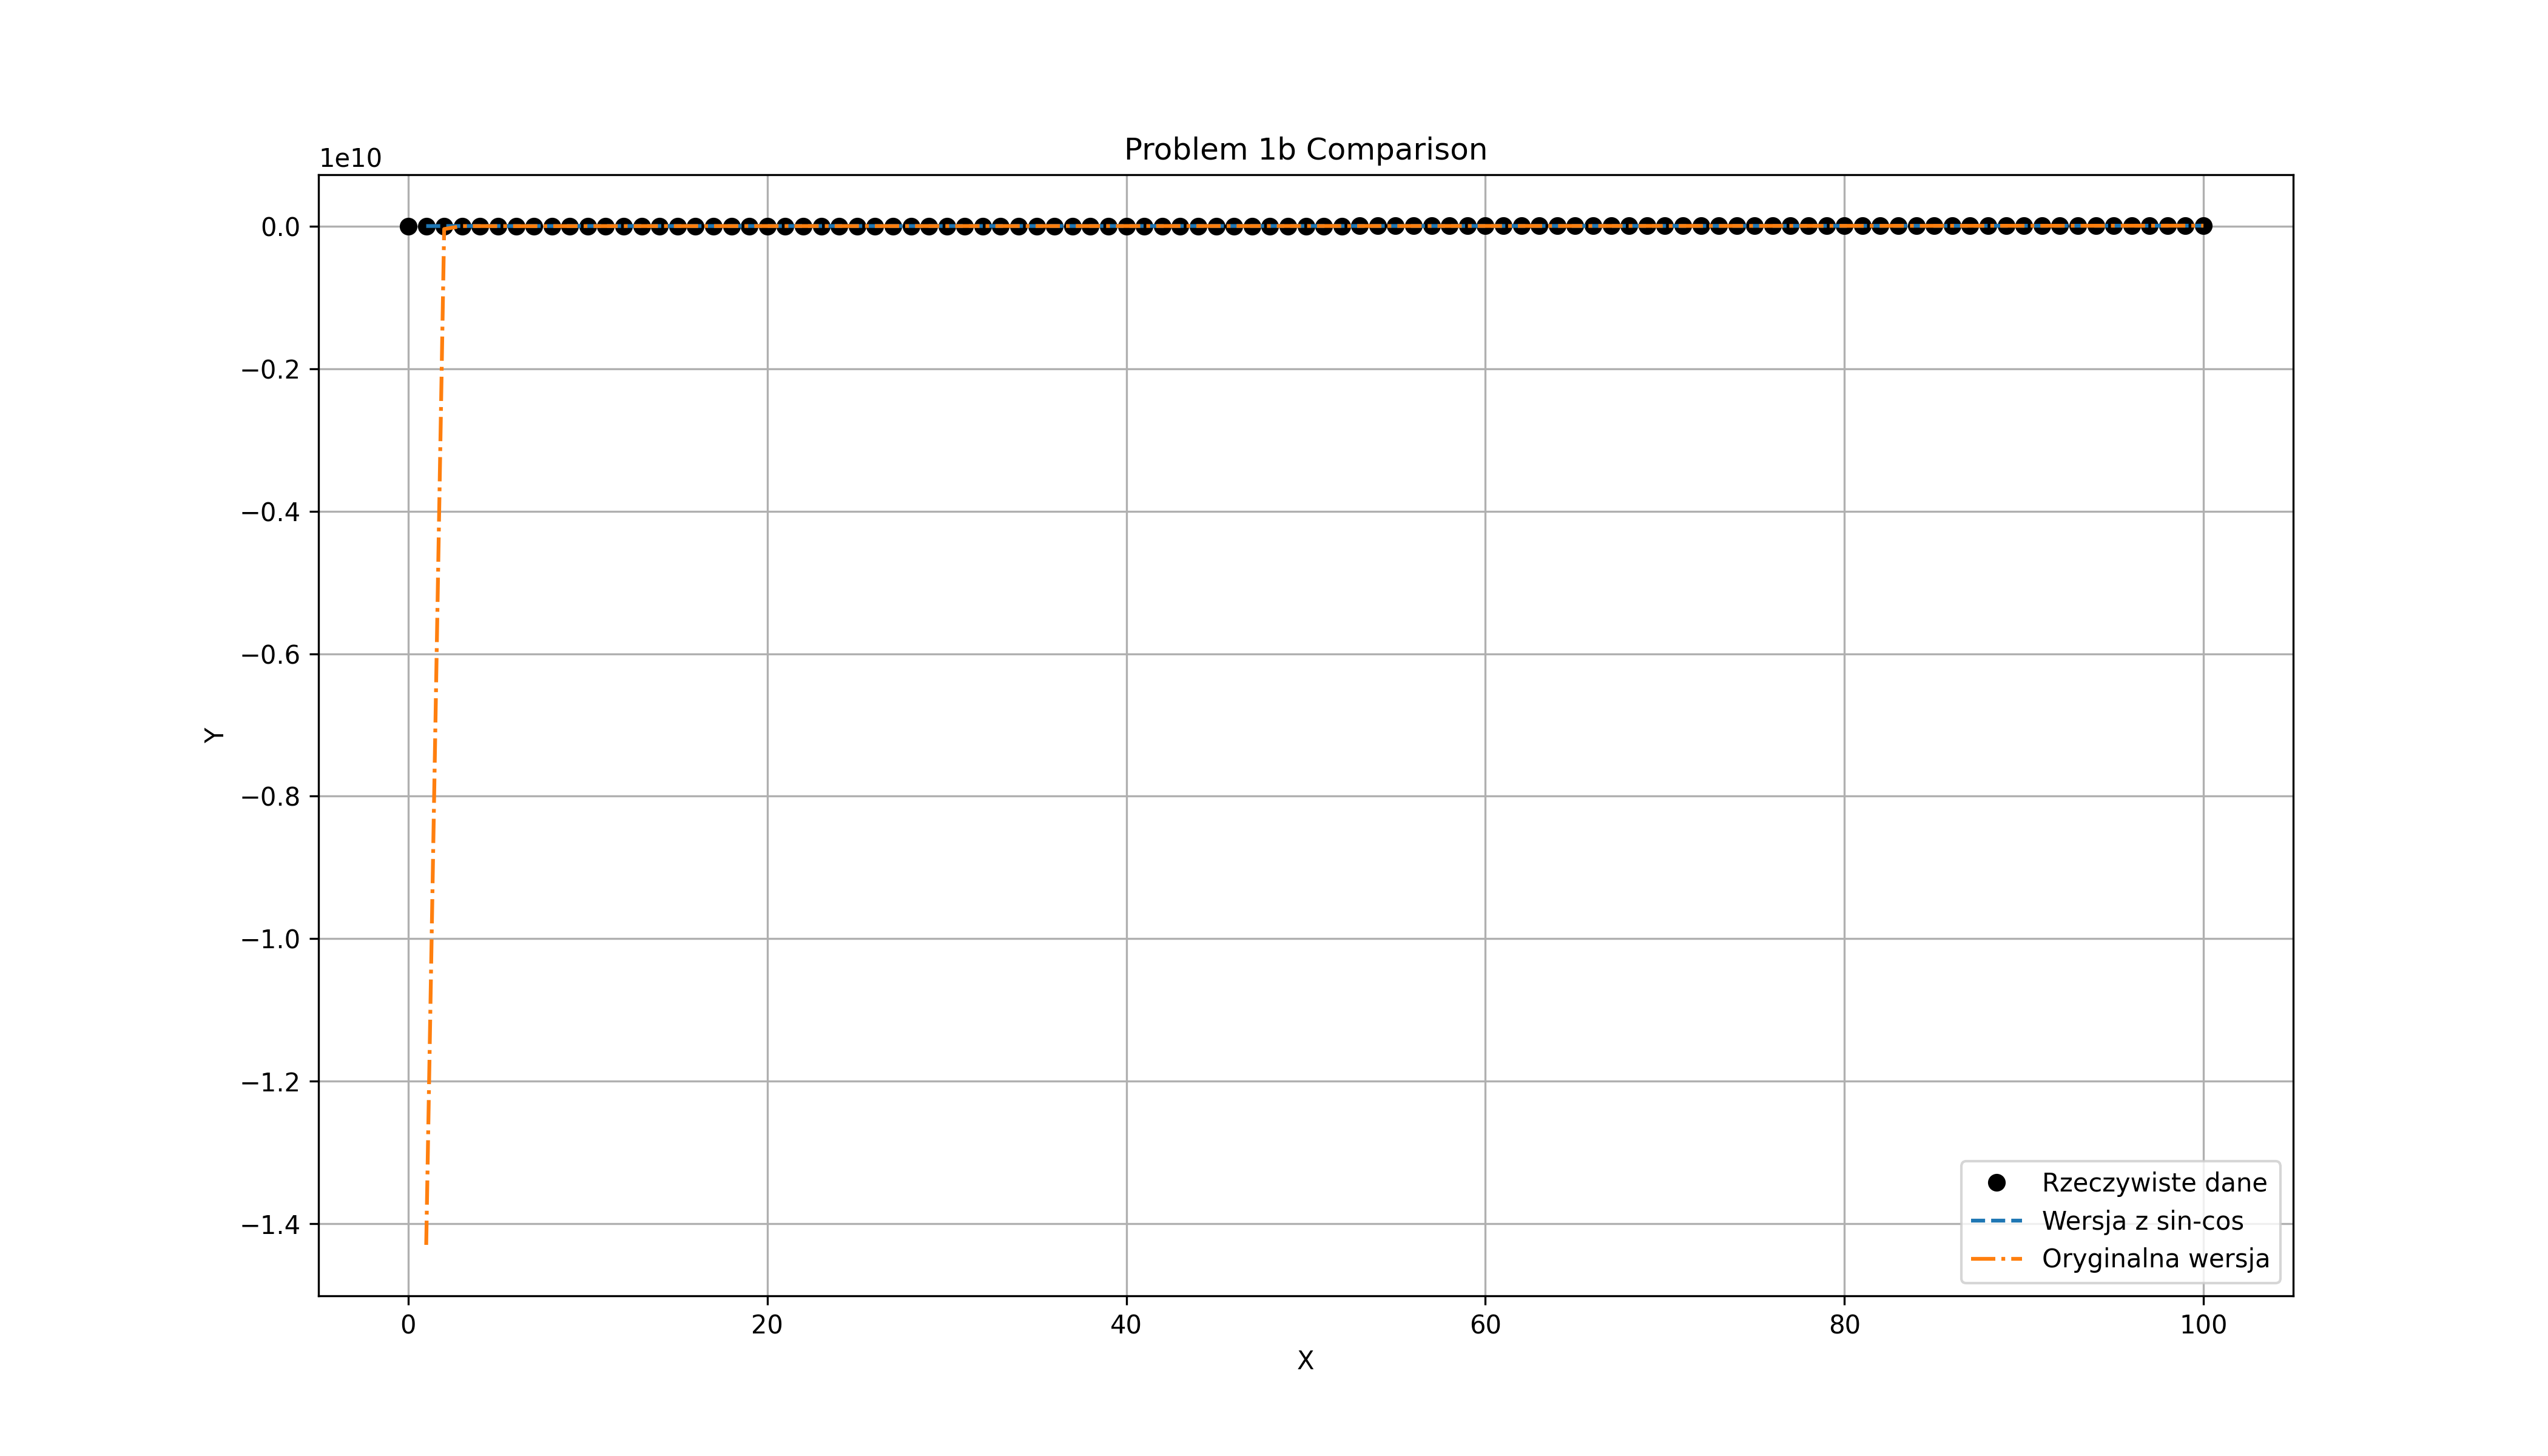 Problem 1b Comparison
1e10
0.0
−0.2
−0.4
−0.6
−0.8
−1.0
−1.2
−1.4
Y
Rzeczywiste dane
Wersja z sin-cos
Oryginalna wersja
0 20 40 60 80 100
X